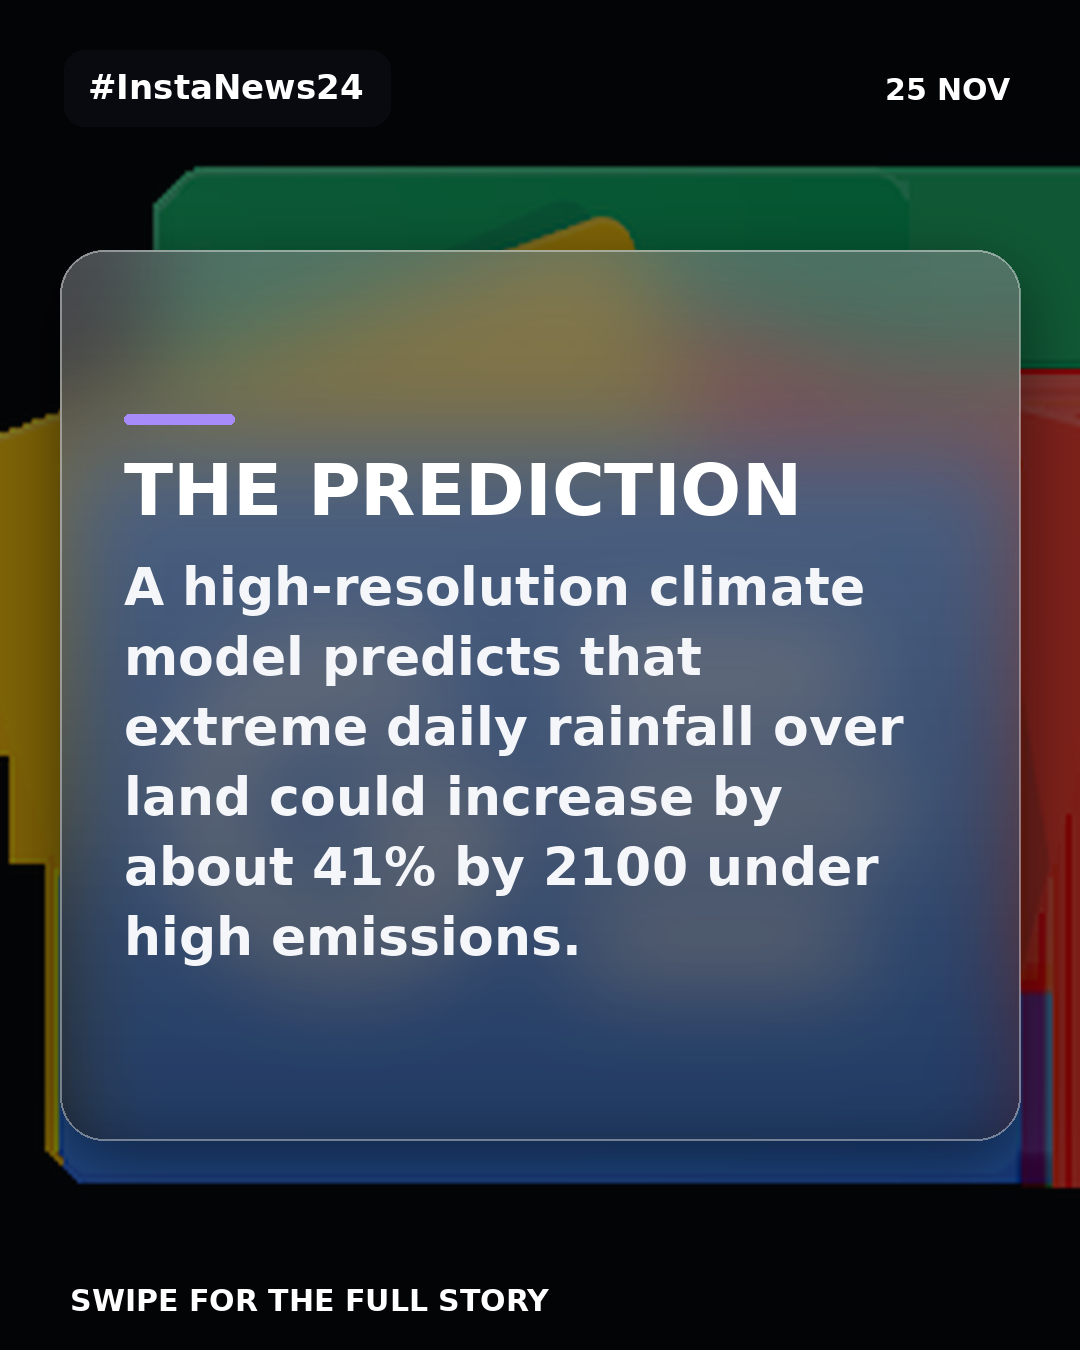 #InstaNews24
25 NOV
THE PREDICTION
A high-resolution climate
model predicts that
extreme daily rainfall over
land could increase by
about 41% by 2100 under
high emissions.
SWIPE FOR THE FULL STORY